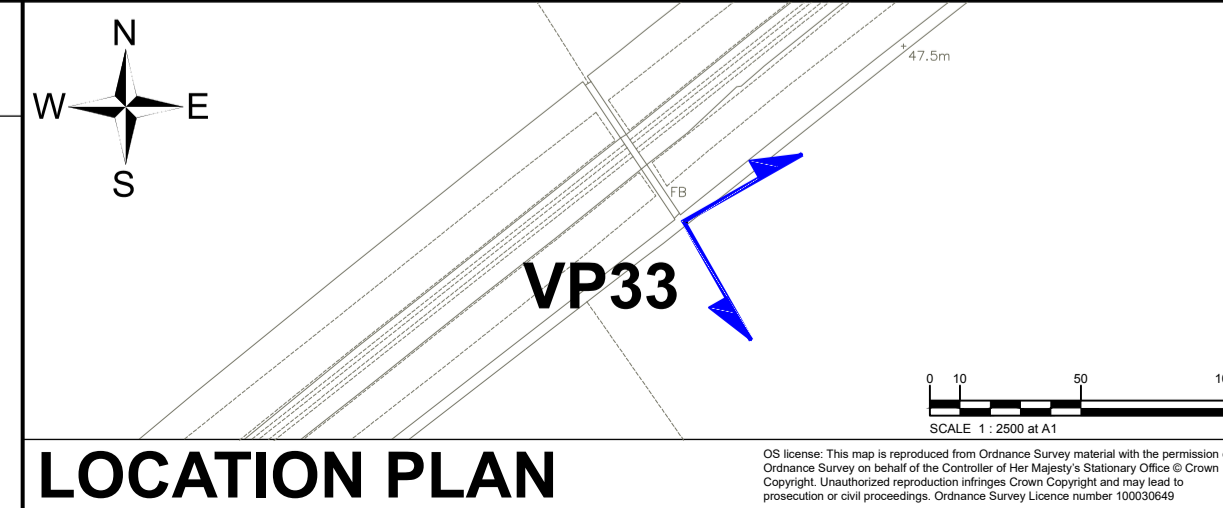 N
W E
S
47.5m
FB
VP33
0 10 50
SCALE 1 : 2500 at A1
LOCATION PLAN
OS license: This map is reproduced from Ordnance Survey material with the permission
Ordnance Survey on behalf of the Controller of Her Majesty's Stationary Office © Crown
Copyright. Unauthorized reproduction infringes Crown Copyright and may lead to
prosecution or civil proceedings. Ordnance Survey Licence number 100030649